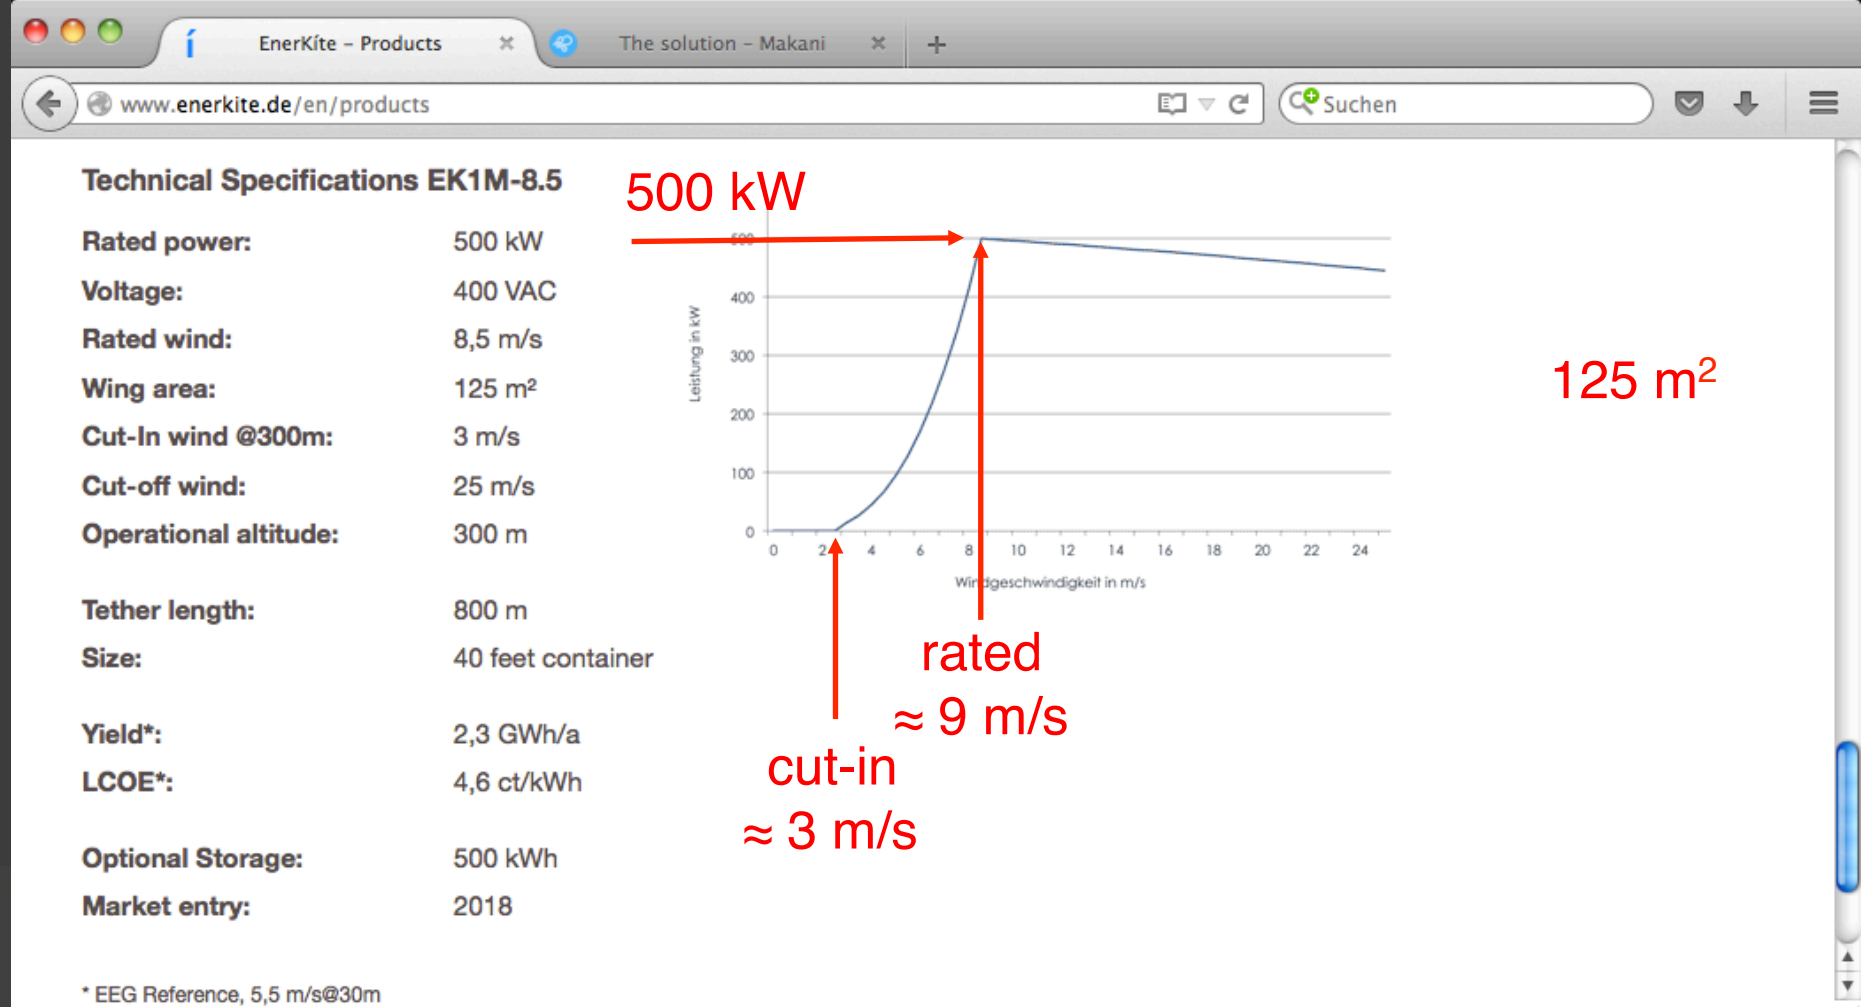 EnerKíte – Products
The solution – Makani
www.enerkite.de/en/products
Suchen
Technical Specifications EK1M-8.5
Rated power: 500 kW
Voltage: 400 VAC
Rated wind: 8,5 m/s
Wing area: 125 m²
Cut-In wind @300m: 3 m/s
Cut-off wind: 25 m/s
Operational altitude: 300 m
Tether length: 800 m
Size: 40 feet container
Yield*: 2,3 GWh/a
LCOE*: 4,6 ct/kWh
Optional Storage: 500 kWh
Market entry: 2018
* EEG Reference, 5,5 m/s@30m
500 kW
500
400
300
200
100
0
Leistung in kW
0 2 4 6 8 10 12 14 16 18 20 22 24
Windgeschwindigkeit in m/s
rated
≈ 9 m/s
cut-in
≈ 3 m/s
125 m²